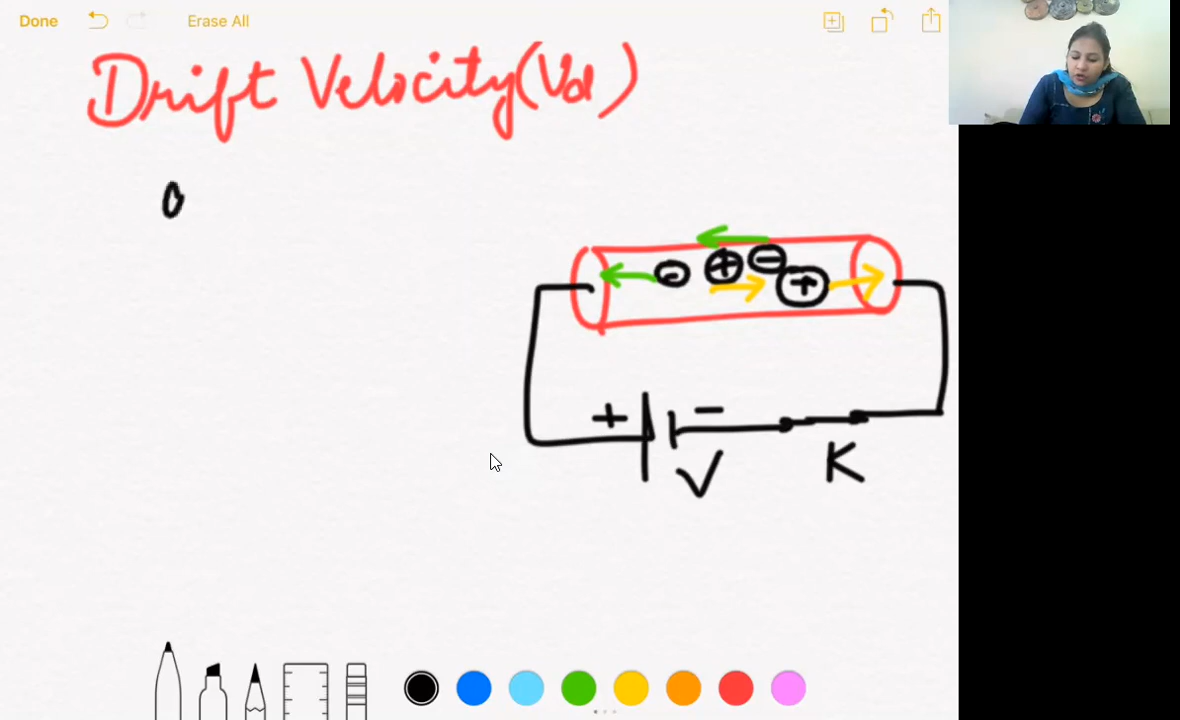 Done Erase All
Drift Velocity (Vd)
0
- + - +
+ -
V K